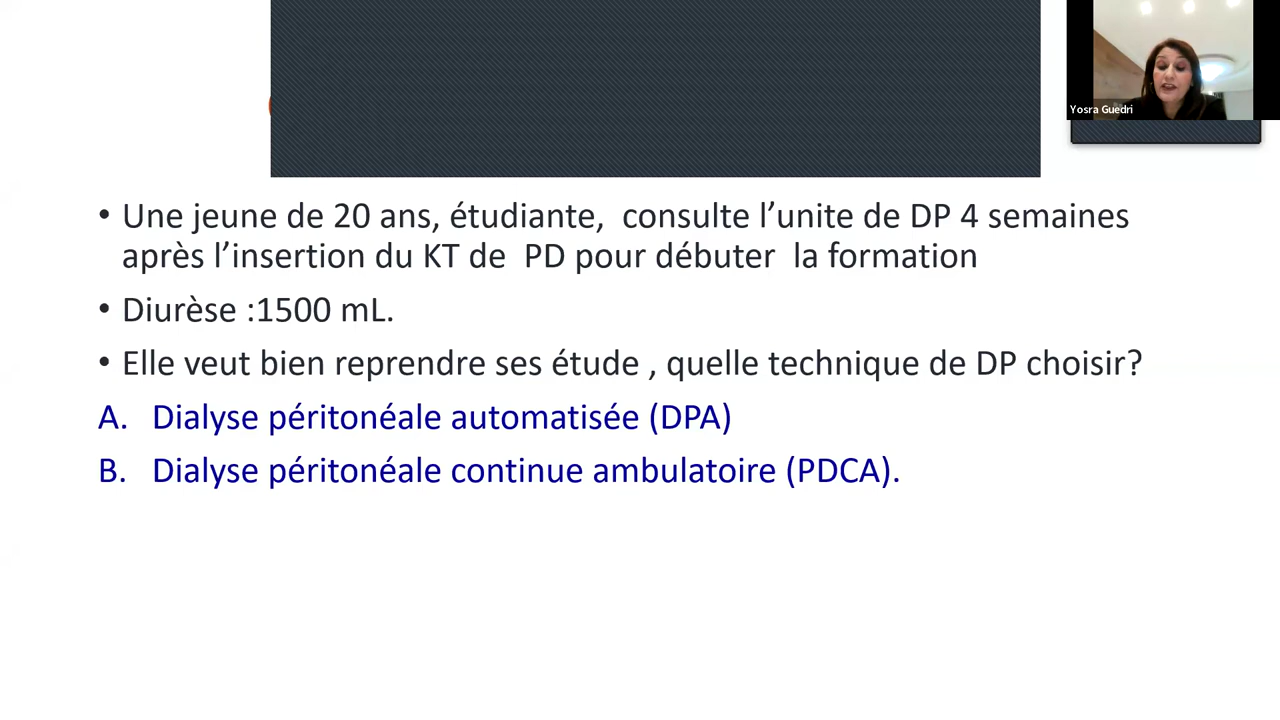 Yosra Guedri
• Une jeune de 20 ans, étudiante,  consulte l’unite de DP 4 semaines
après l’insertion du KT de  PD pour débuter  la formation
• Diurèse :1500 mL.
• Elle veut bien reprendre ses étude , quelle technique de DP choisir?
A. Dialyse péritonéale automatisée (DPA)
B. Dialyse péritonéale continue ambulatoire (PDCA).